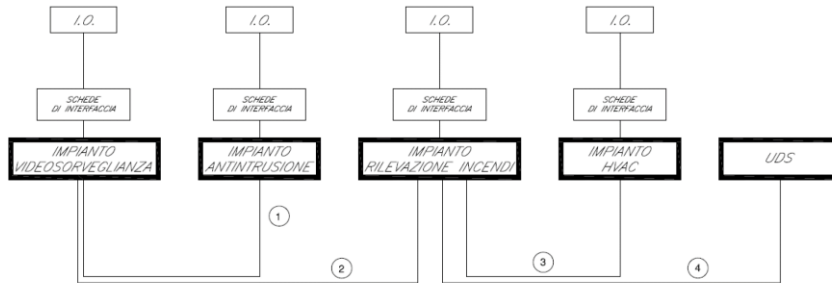 I.O.
I.O.
I.O.
I.O.
SCHEDE
DI INTERFACCIA
SCHEDE
DI INTERFACCIA
SCHEDE
DI INTERFACCIA
SCHEDE
DI INTERFACCIA
IMPIANTO
VIDEOSORVEGLIANZA
IMPIANTO
ANTINTRUSIONE
IMPIANTO
RILEVAZIONE INCENDI
IMPIANTO
HVAC
UDS
1
2
3
4